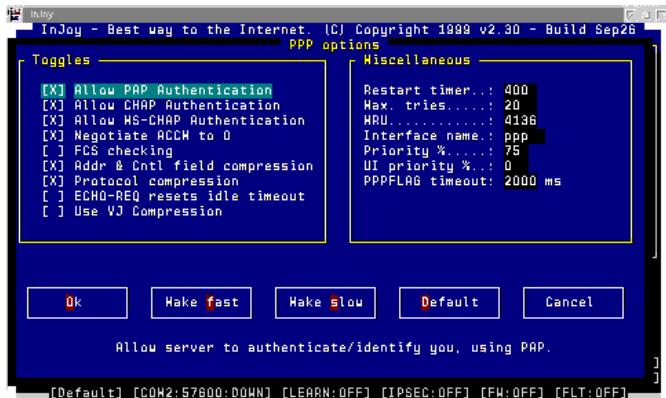 InJoy
InJoy - Best way to the Internet. (C) Copyright 1999 v2.30 - Build Sep26
PPP options
Toggles
[X] Allow PAP Authentication
[X] Allow CHAP Authentication
[X] Allow MS-CHAP Authentication
[X] Negotiate ACCM to 0
[ ] FCS checking
[X] Addr & Cntl field compression
[X] Protocol compression
[ ] ECHO-REQ resets idle timeout
[ ] Use VJ Compression
Miscellaneous
Restart timer..: 400
Max. tries.....: 20
MRU............: 4136
Interface name.: ppp
Priority %.....: 75
UI priority %..: 0
PPPFLAG timeout: 2000 ms
Ok
Make fast
Make slow
Default
Cancel
Allow server to authenticate/identify you, using PAP.
[Default] [COM2:57600:DOWN] [LEARN:OFF] [IPSEC:OFF] [FW:OFF] [FLT:OFF]